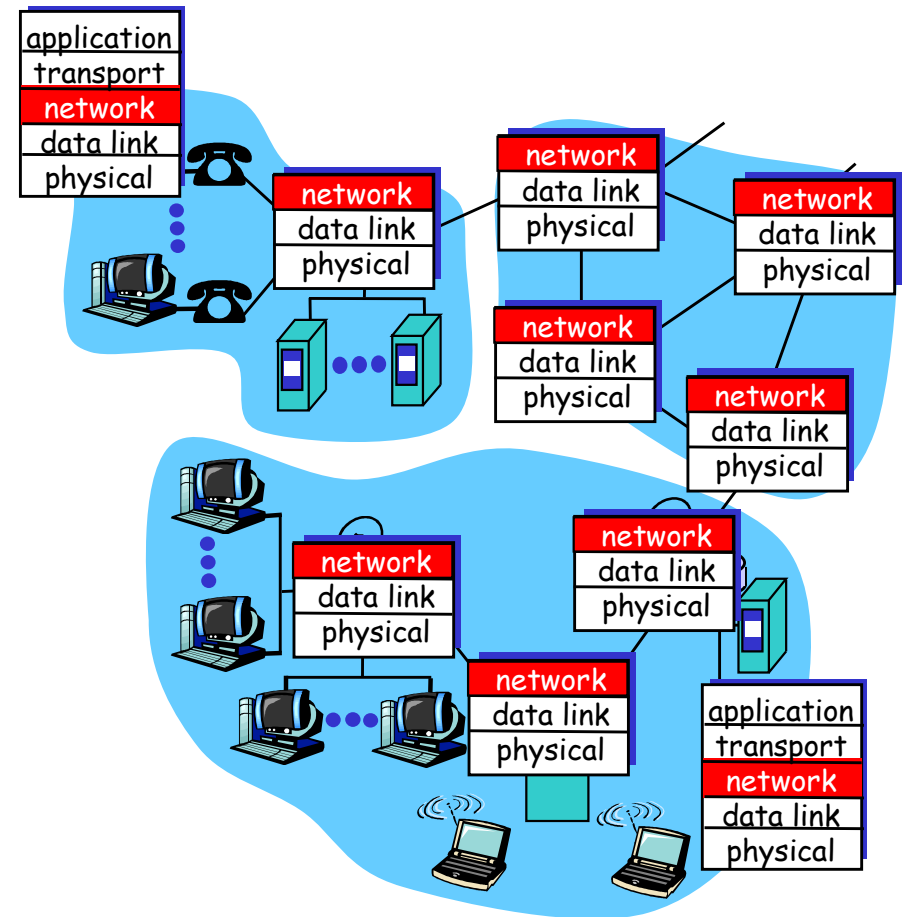 application
transport
network
data link
physical
network
data link
physical
network
data link
physical
network
data link
physical
network
data link
physical
network
data link
physical
network
data link
physical
network
data link
physical
network
data link
physical
application
transport
network
data link
physical